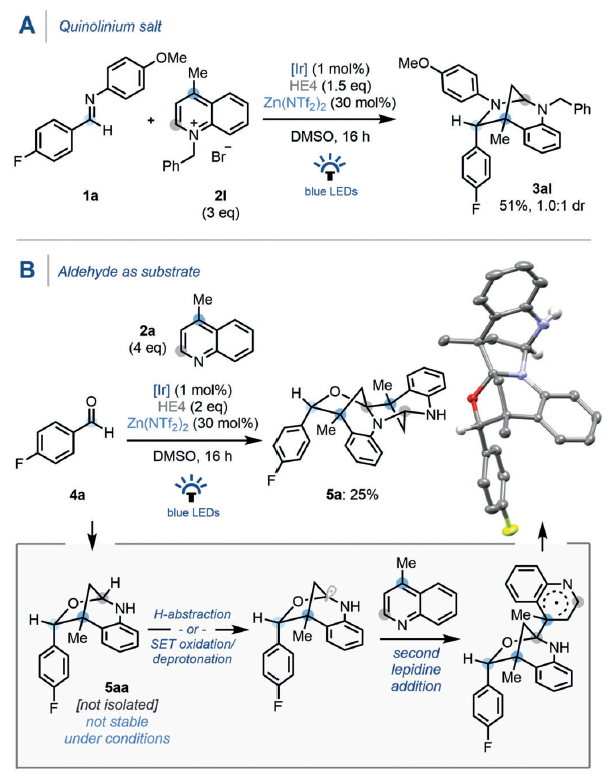 A Quinolinium salt
MeO
N
H
F
1a
+
Me
N+
Ph
Br−
2l
(3 eq)
[Ir] (1 mol%)
HE4 (1.5 eq)
Zn(NTf2)2 (30 mol%)
DMSO, 16 h
blue LEDs
MeO
N
N
Ph
H
Me
F
3al
51%, 1.0:1 dr
B Aldehyde as substrate
Me
2a
(4 eq)
N
[Ir] (1 mol%)
HE4 (2 eq)
Zn(NTf2)2 (30 mol%)
DMSO, 16 h
blue LEDs
O
H
F
4a
Me
O
H
Me
N
NH
F
5a: 25%
H
O
NH
H
Me
F
5aa
[not isolated]
not stable
under conditions
H-abstraction
- or -
SET oxidation/
deprotonation
O
NH
H
Me
F
Me
N
second
lepidine
addition
N
Me
O
NH
H
Me
F